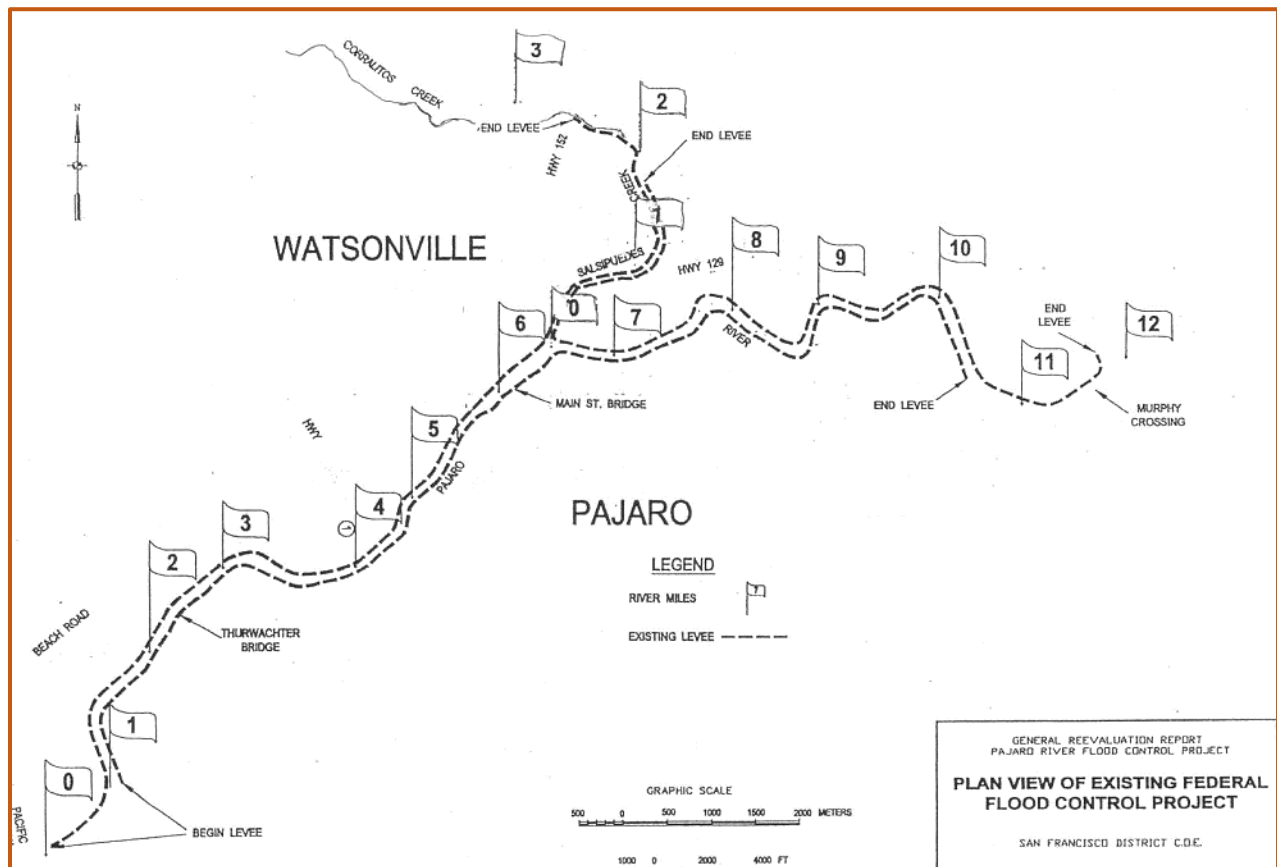 3
CORRALITOS
CREEK
N
2
END LEVEE
END LEVEE
HWY 152
CREEK
1
WATSONVILLE
SALSIPUEDES
HWY 129
8
9
10
6
0
7
RIVER
END
LEVEE
12
11
MAIN ST. BRIDGE
END LEVEE
MURPHY
CROSSING
HWY
1
5
PAJARO
4
PAJARO
3
2
LEGEND
RIVER MILES
7
EXISTING LEVEE
BEACH ROAD
THURWACHTER
BRIDGE
1
0
PACIFIC
BEGIN LEVEE
GRAPHIC SCALE
500 0 500 1000 1500 2000 METERS
1000 0 2000 4000 FT
GENERAL REEVALUATION REPORT
PAJARO RIVER FLOOD CONTROL PROJECT
PLAN VIEW OF EXISTING FEDERAL
FLOOD CONTROL PROJECT
SAN FRANCISCO DISTRICT C.O.E.